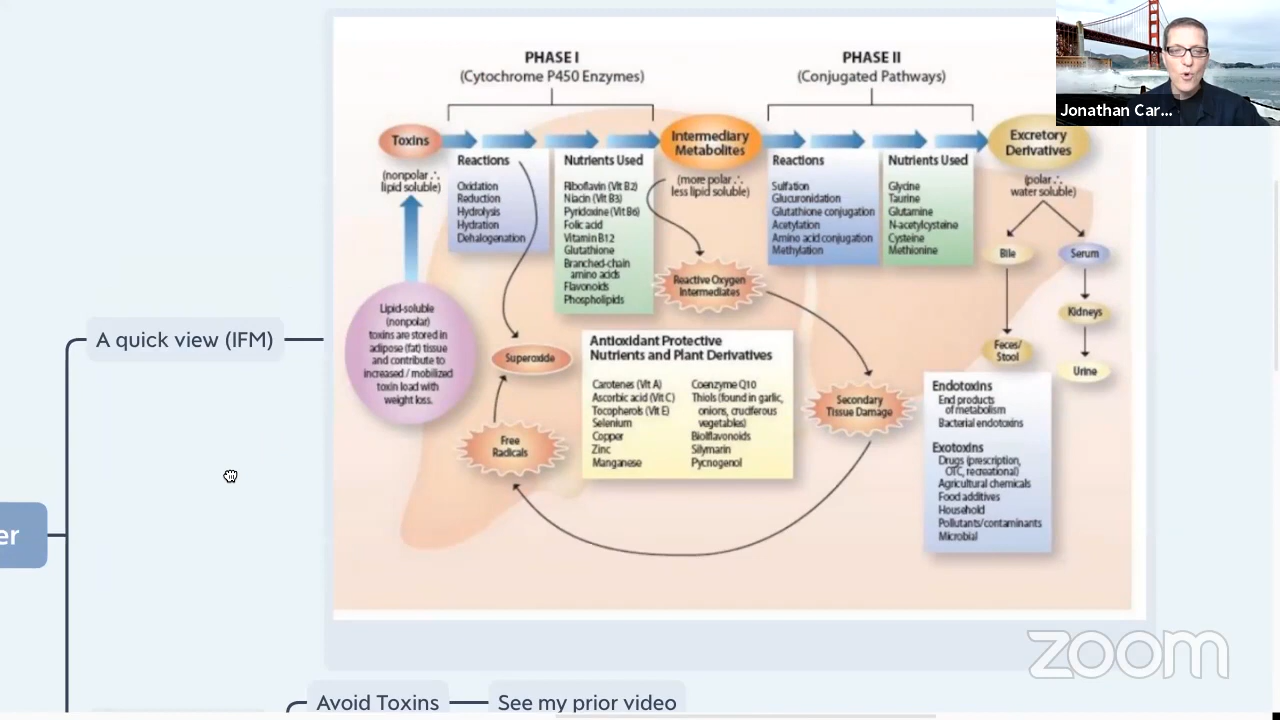 PHASE I
(Cytochrome P450 Enzymes)
PHASE II
(Conjugated Pathways)
Jonathan Car...
Toxins
(nonpolar ∴
lipid soluble)
Reactions
Oxidation
Reduction
Hydrolysis
Hydration
Dehalogenation
Nutrients Used
Riboflavin (Vit B2)
Niacin (Vit B3)
Pyridoxine (Vit B6)
Folic acid
Vitamin B12
Glutathione
Branched-chain
amino acids
Flavonoids
Phospholipids
Intermediary
Metabolites
(more polar ∴
less lipid soluble)
Reactions
Sulfation
Glucuronidation
Glutathione conjugation
Acetylation
Amino acid conjugation
Methylation
Nutrients Used
Glycine
Taurine
Glutamine
N-acetylcysteine
Cysteine
Methionine
Excretory
Derivatives
(polar ∴
water soluble)
Bile
Serum
Kidneys
Feces/
Stool
Urine
Reactive Oxygen
Intermediates
Lipid-soluble
(nonpolar)
toxins are stored in
adipose (fat) tissue
and contribute to
increased / mobilized
toxin load with
weight loss.
A quick view (IFM)
Superoxide
Free
Radicals
Antioxidant Protective
Nutrients and Plant Derivatives
Carotenes (Vit A)
Ascorbic acid (Vit C)
Tocopherols (Vit E)
Selenium
Copper
Zinc
Manganese
Coenzyme Q10
Thiols (found in garlic,
onions, cruciferous
vegetables)
Bioflavonoids
Silymarin
Pycnogenol
Secondary
Tissue Damage
Endotoxins
End products
of metabolism
Bacterial endotoxins
Exotoxins
Drugs (prescription,
OTC, recreational)
Agricultural chemicals
Food additives
Household
Pollutants/contaminants
Microbial
er
zoom
Avoid Toxins
See my prior video